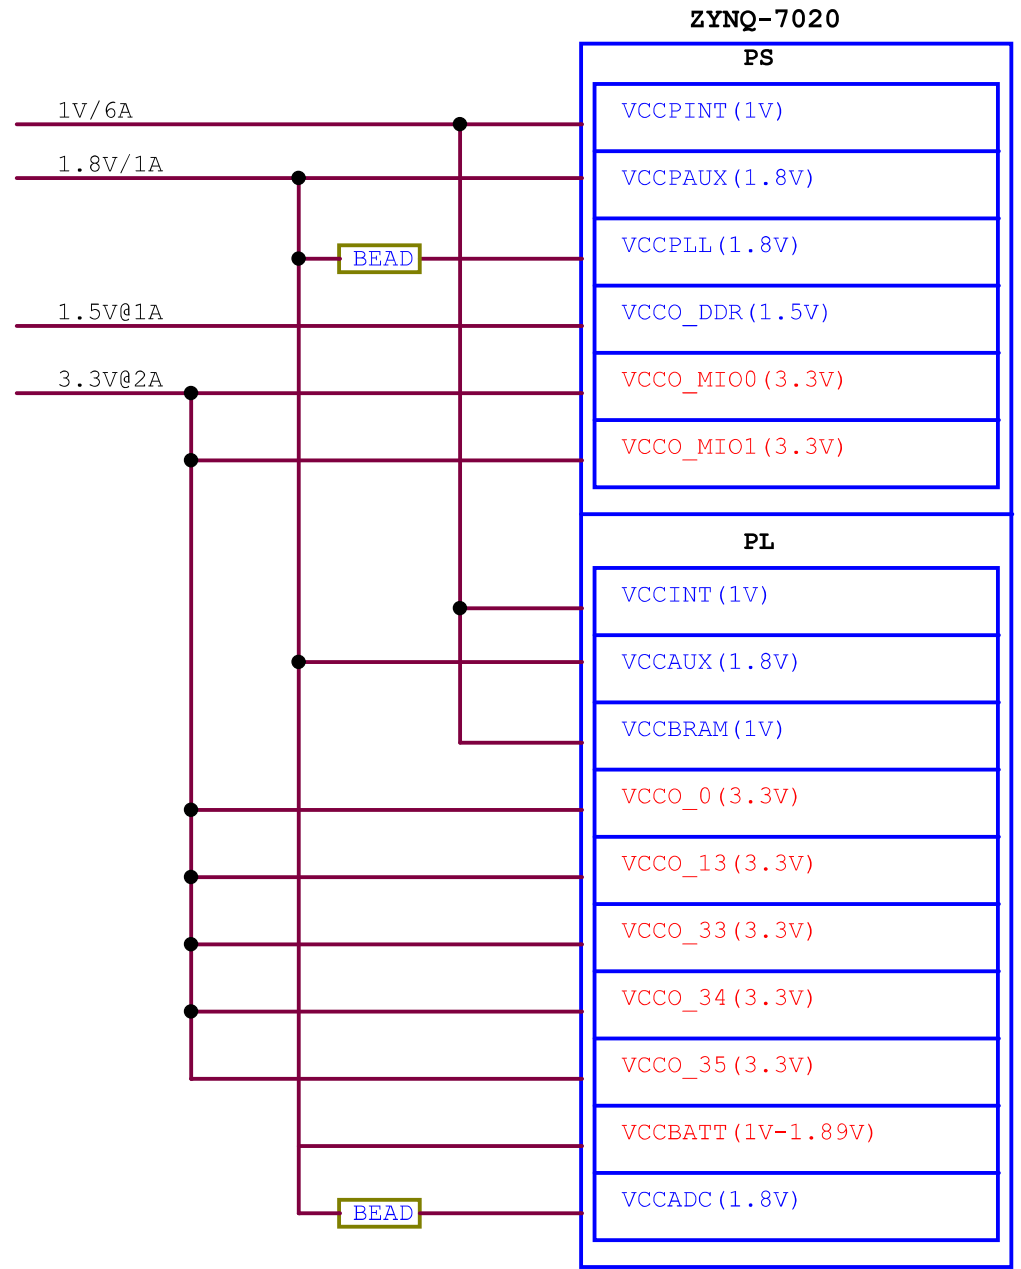 ZYNQ-7020
PS
1V/6A
VCCPINT(1V)
1.8V/1A
VCCPAUX(1.8V)
BEAD
VCCPLL(1.8V)
1.5V@1A
VCCO_DDR(1.5V)
3.3V@2A
VCCO_MIO0(3.3V)
VCCO_MIO1(3.3V)
PL
VCCINT(1V)
VCCAUX(1.8V)
VCCBRAM(1V)
VCCO_0(3.3V)
VCCO_13(3.3V)
VCCO_33(3.3V)
VCCO_34(3.3V)
VCCO_35(3.3V)
VCCBATT(1V-1.89V)
BEAD
VCCADC(1.8V)